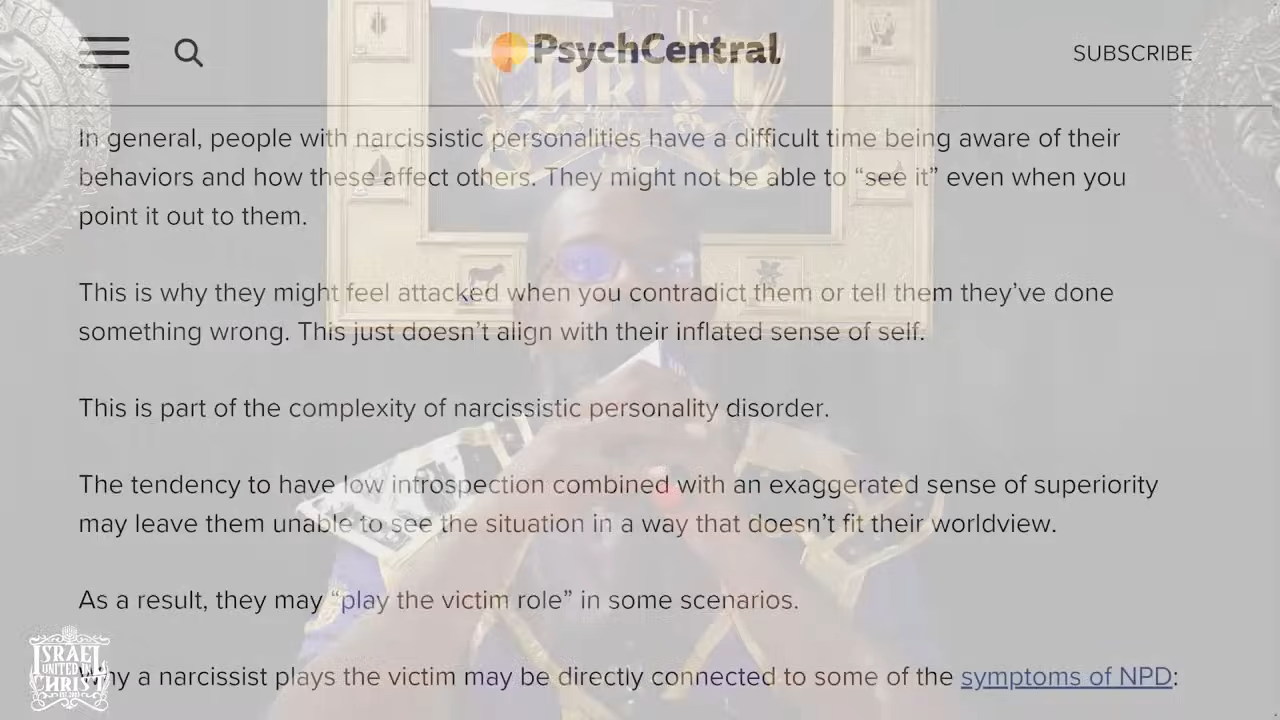 PsychCentral
SUBSCRIBE
In general, people with narcissistic personalities have a difficult time being aware of their
behaviors and how these affect others. They might not be able to “see it” even when you
point it out to them.
This is why they might feel attacked when you contradict them or tell them they’ve done
something wrong. This just doesn’t align with their inflated sense of self.
This is part of the complexity of narcissistic personality disorder.
The tendency to have low introspection combined with an exaggerated sense of superiority
may leave them unable to see the situation in a way that doesn’t fit their worldview.
As a result, they may “play the victim role” in some scenarios.
Why a narcissist plays the victim may be directly connected to some of the symptoms of NPD:
ISRAEL
UNITED IN
CHRIST
CHRIST